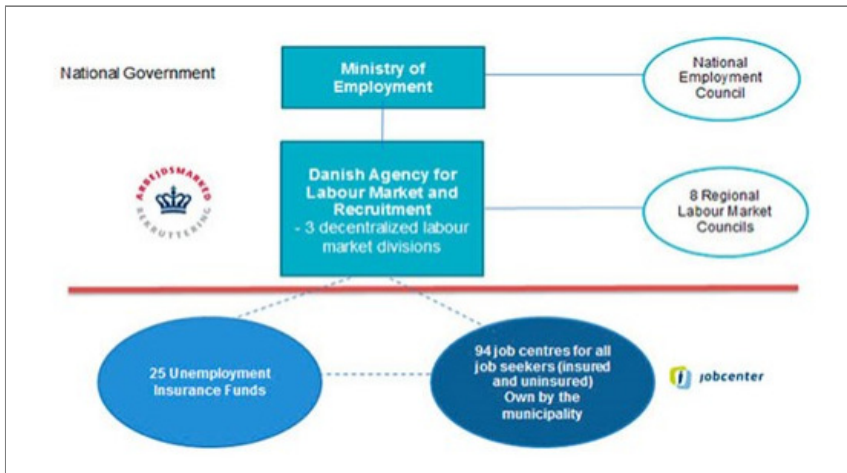 National Government
Ministry of
Employment
National
Employment
Council
ARBEJDSMARKED
REKRUTTERING
Danish Agency for
Labour Market and
Recruitment
- 3 decentralized labour
market divisions
8 Regional
Labour Market
Councils
25 Unemployment
Insurance Funds
94 job centres for all
job seekers (insured
and uninsured)
Own by the
municipality
jobcenter